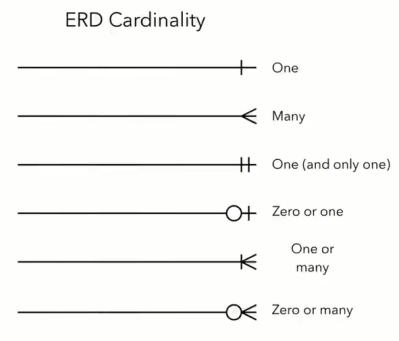 ERD Cardinality
One
Many
One (and only one)
Zero or one
One or
many
Zero or many